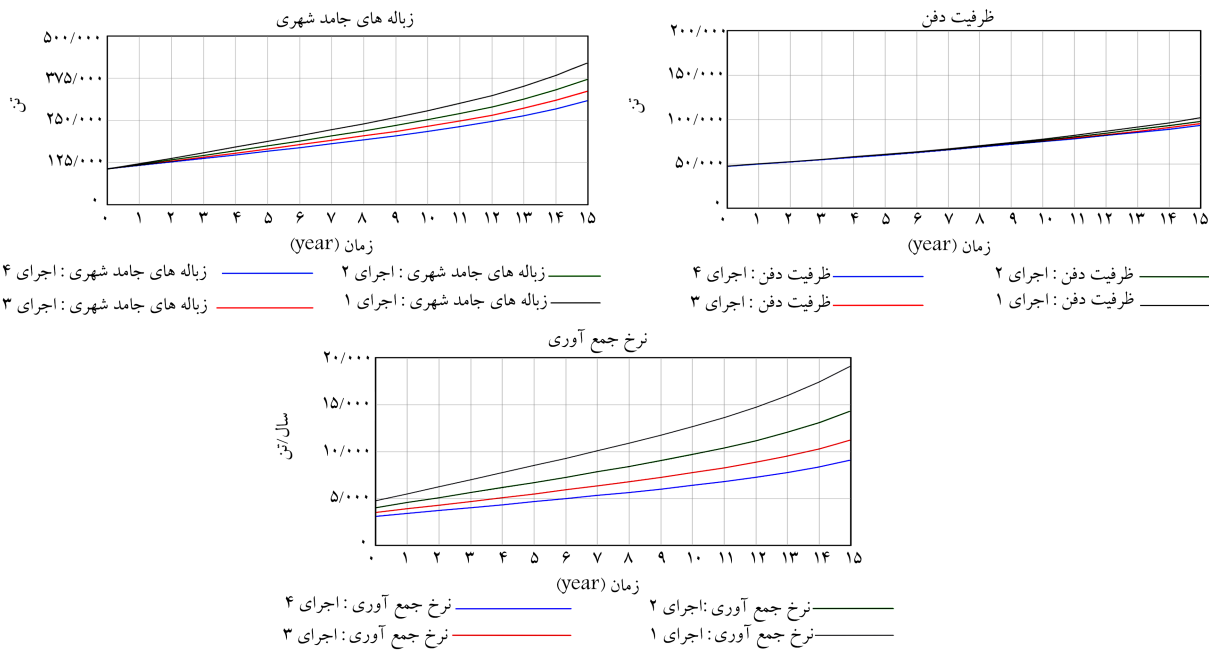 زباله های جامد شهری
۵۰۰/۰۰۰
۳۷۵/۰۰۰
۲۵۰/۰۰۰
۱۲۵/۰۰۰
۰
تن
۰ ۱ ۲ ۳ ۴ ۵ ۶ ۷ ۸ ۹ ۱۰ ۱۱ ۱۲ ۱۳ ۱۴ ۱۵
زمان (year)
زباله های جامد شهری : اجرای ۲
زباله های جامد شهری : اجرای ۴
زباله های جامد شهری : اجرای ۱
زباله های جامد شهری : اجرای ۳
ظرفیت دفن
۲۰۰/۰۰۰
۱۵۰/۰۰۰
۱۰۰/۰۰۰
۵۰/۰۰۰
۰
تن
۰ ۱ ۲ ۳ ۴ ۵ ۶ ۷ ۸ ۹ ۱۰ ۱۱ ۱۲ ۱۳ ۱۴ ۱۵
زمان (year)
ظرفیت دفن : اجرای ۲
ظرفیت دفن : اجرای ۴
ظرفیت دفن : اجرای ۱
ظرفیت دفن : اجرای ۳
نرخ جمع آوری
۲۰/۰۰۰
۱۵/۰۰۰
۱۰/۰۰۰
۵/۰۰۰
۰
سال/تن
۰ ۱ ۲ ۳ ۴ ۵ ۶ ۷ ۸ ۹ ۱۰ ۱۱ ۱۲ ۱۳ ۱۴ ۱۵
زمان (year)
نرخ جمع آوری :اجرای ۲
نرخ جمع آوری : اجرای ۴
نرخ جمع آوری : اجرای ۱
نرخ جمع آوری : اجرای ۳